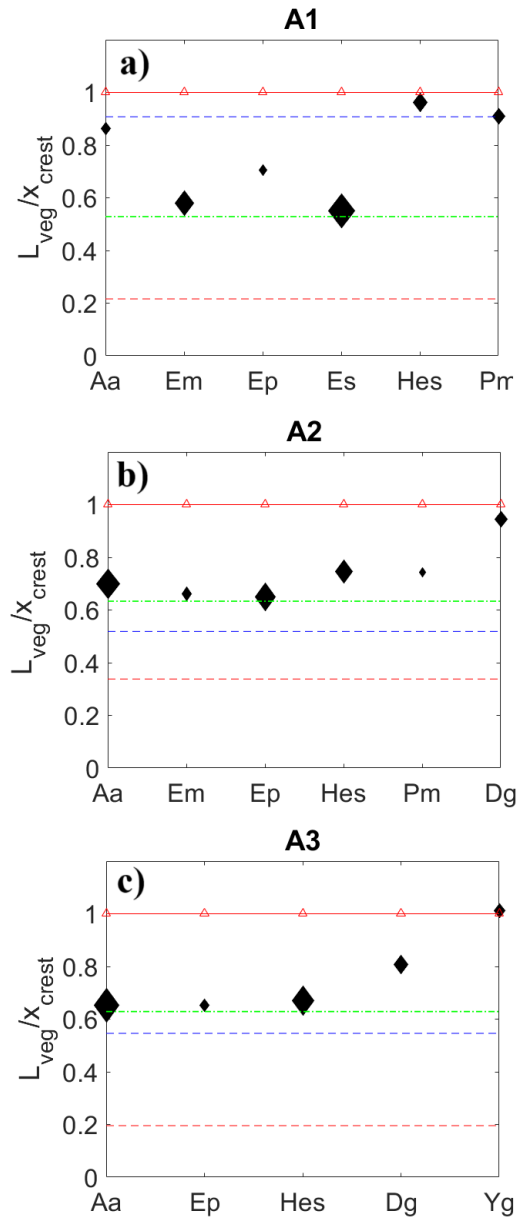 A1
a)
1
0.8
0.6
0.4
0.2
0
L_veg/x_crest
Aa Em Ep Es Hes Pm
A2
b)
1
0.8
0.6
0.4
0.2
0
L_veg/x_crest
Aa Em Ep Hes Pm Dg
A3
c)
1
0.8
0.6
0.4
0.2
0
L_veg/x_crest
Aa Ep Hes Dg Yg